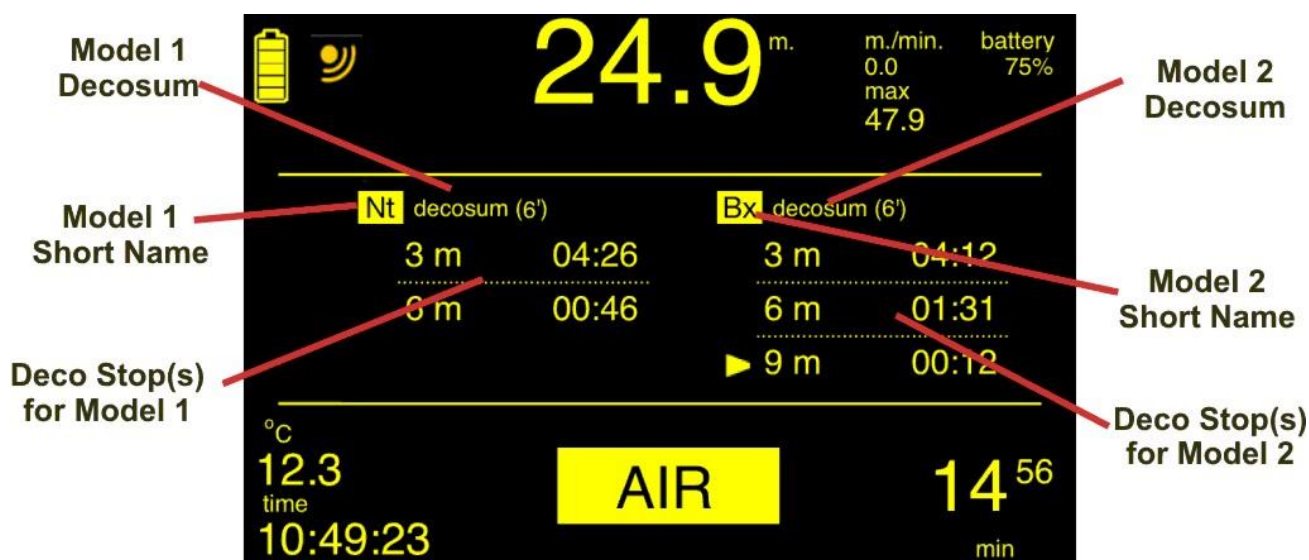 Model 1
Decosum
24.9 m.
m./min.
0.0
max
47.9
battery
75%
Model 2
Decosum
Model 1
Short Name
Nt decosum (6')
3 m 04:26
6 m 00:46
Bx decosum (6')
3 m 04:12
6 m 01:31
9 m 00:12
Model 2
Short Name
Deco Stop(s)
for Model 1
Deco Stop(s)
for Model 2
°C
12.3
time
10:49:23
AIR
14 56
min